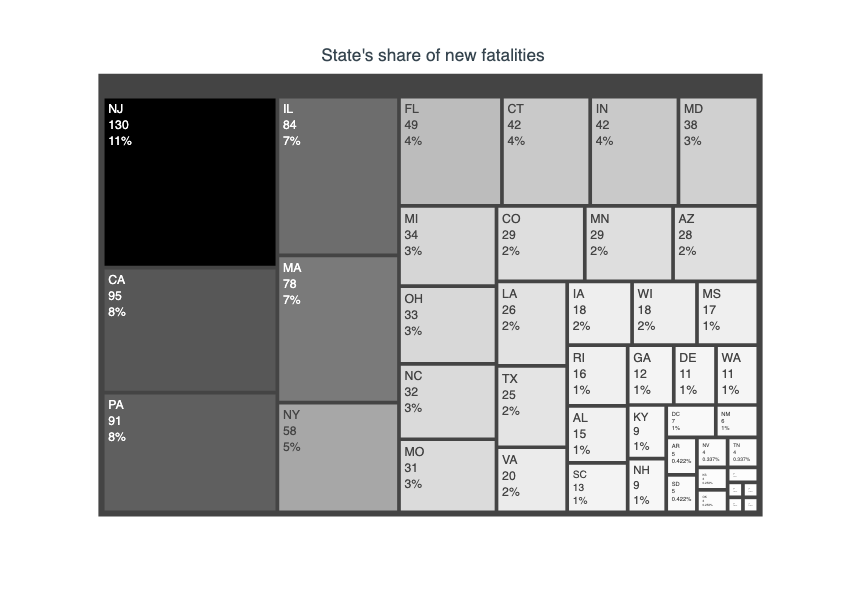 State's share of new fatalities
NJ
130
11%
CA
95
8%
PA
91
8%
IL
84
7%
MA
78
7%
NY
58
5%
FL
49
4%
CT
42
4%
IN
42
4%
MD
38
3%
MI
34
3%
OH
33
3%
NC
32
3%
MO
31
3%
CO
29
2%
MN
29
2%
AZ
28
2%
LA
26
2%
TX
25
2%
VA
20
2%
IA
18
2%
WI
18
2%
MS
17
1%
RI
16
1%
AL
15
1%
SC
13
1%
GA
12
1%
DE
11
1%
WA
11
1%
KY
9
1%
NH
9
1%
DC
7
1%
NM
6
1%
AR
5
0.422%
SD
5
0.422%
NV
4
0.337%
TN
4
0.337%